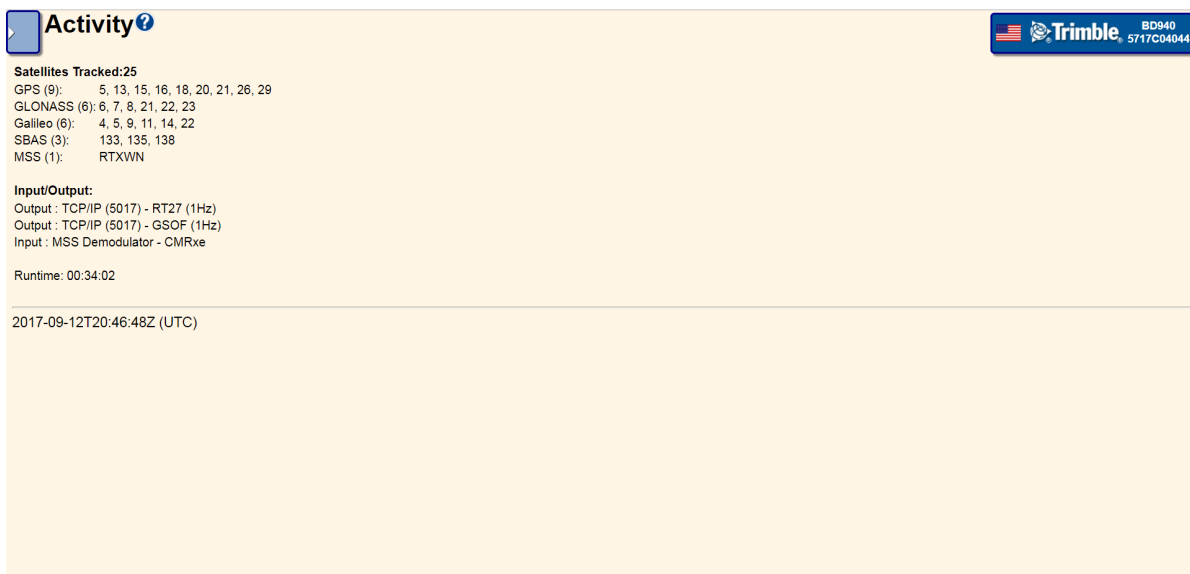 Activity?
Trimble® BD940
5717C04044
Satellites Tracked:25
GPS (9): 5, 13, 15, 16, 18, 20, 21, 26, 29
GLONASS (6): 6, 7, 8, 21, 22, 23
Galileo (6): 4, 5, 9, 11, 14, 22
SBAS (3): 133, 135, 138
MSS (1): RTXWN
Input/Output:
Output : TCP/IP (5017) - RT27 (1Hz)
Output : TCP/IP (5017) - GSOF (1Hz)
Input : MSS Demodulator - CMRxe
Runtime: 00:34:02
2017-09-12T20:46:48Z (UTC)